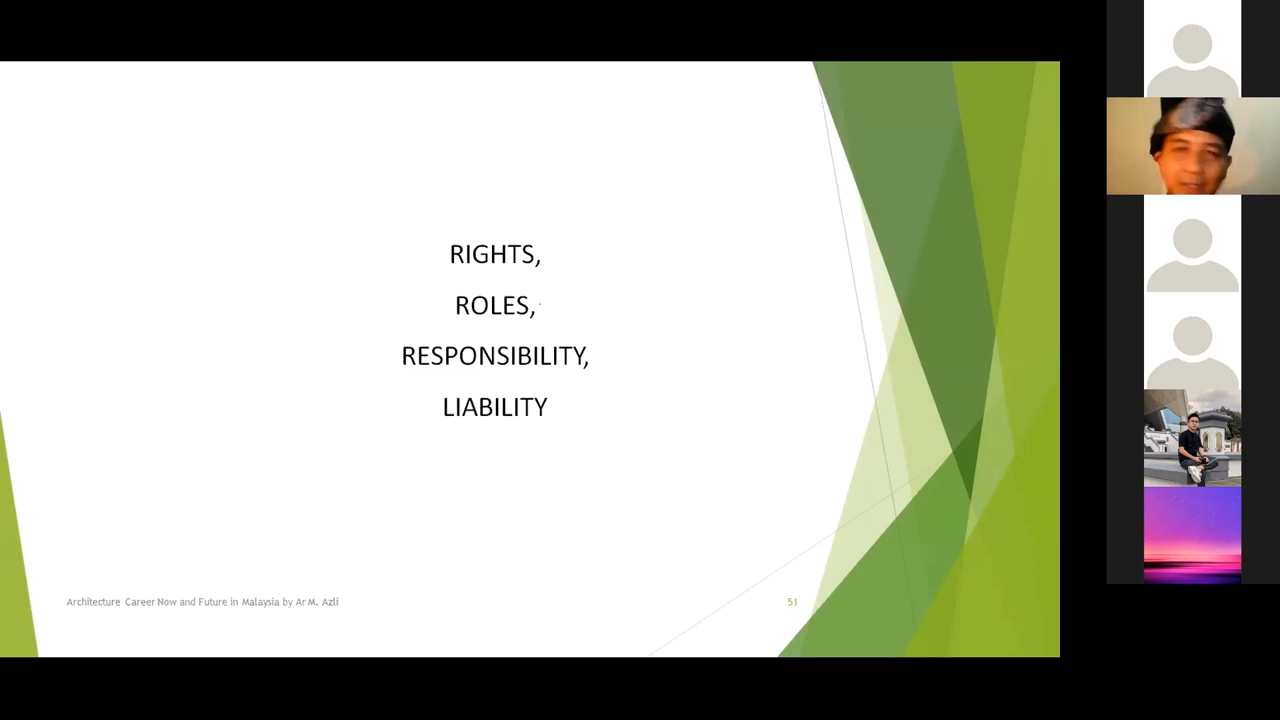 RIGHTS,
ROLES,
RESPONSIBILITY,
LIABILITY
Architecture Career Now and Future in Malaysia by Ar M. Azli
51